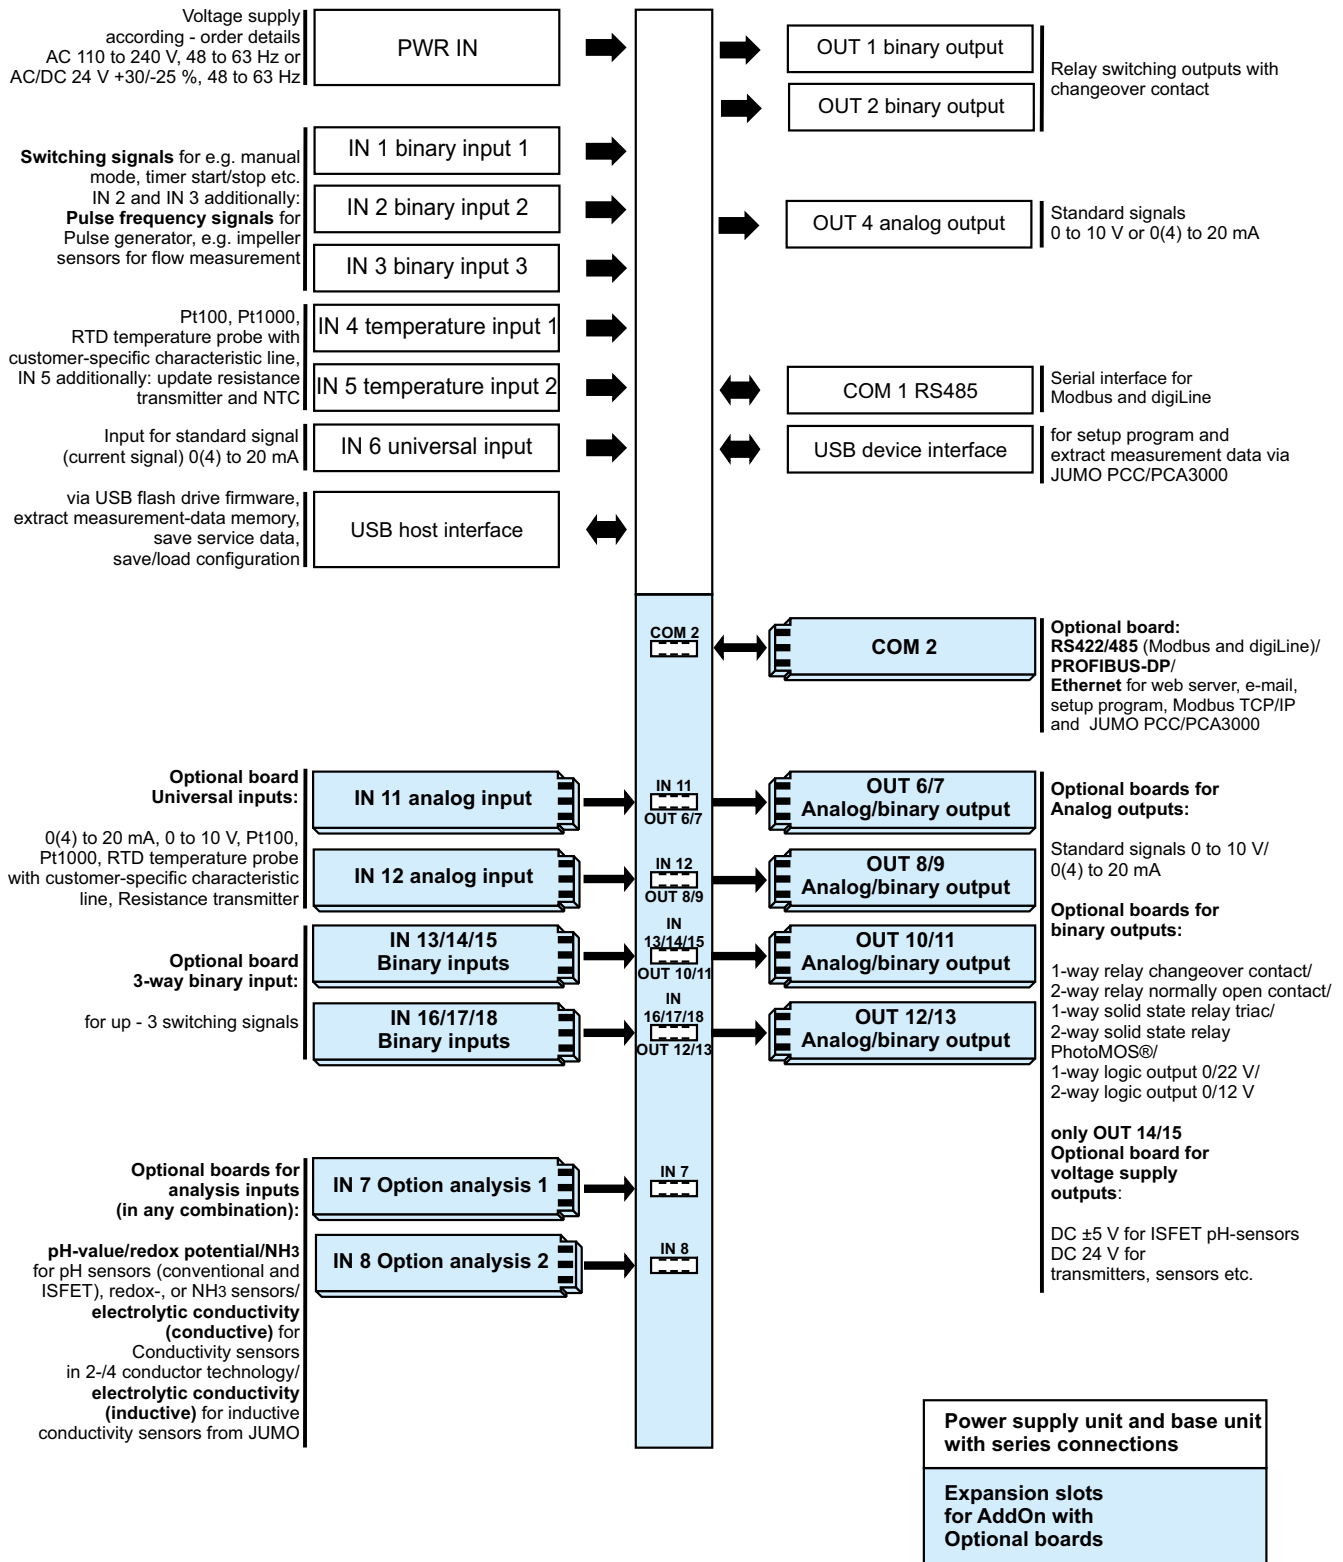 Voltage supply
according - order details
AC 110 to 240 V, 48 to 63 Hz or
AC/DC 24 V +30/-25 %, 48 to 63 Hz
PWR IN
Switching signals for e.g. manual
mode, timer start/stop etc.
IN 2 and IN 3 additionally:
Pulse frequency signals for
Pulse generator, e.g. impeller
sensors for flow measurement
IN 1 binary input 1
IN 2 binary input 2
IN 3 binary input 3
Pt100, Pt1000,
RTD temperature probe with
customer-specific characteristic line,
IN 5 additionally: update resistance
transmitter and NTC
IN 4 temperature input 1
IN 5 temperature input 2
Input for standard signal
(current signal) 0(4) to 20 mA
IN 6 universal input
via USB flash drive firmware,
extract measurement-data memory,
save service data,
save/load configuration
USB host interface
OUT 1 binary output
OUT 2 binary output
Relay switching outputs with
changeover contact
OUT 4 analog output
Standard signals
0 to 10 V or 0(4) to 20 mA
COM 1 RS485
Serial interface for
Modbus and digiLine
USB device interface
for setup program and
extract measurement data via
JUMO PCC/PCA3000
COM 2
COM 2
Optional board:
RS422/485 (Modbus and digiLine)/
PROFIBUS-DP/
Ethernet for web server, e-mail,
setup program, Modbus TCP/IP
and JUMO PCC/PCA3000
Optional board
Universal inputs:
0(4) to 20 mA, 0 to 10 V, Pt100,
Pt1000, RTD temperature probe
with customer-specific characteristic
line, Resistance transmitter
IN 11 analog input
IN 12 analog input
Optional board
3-way binary input:
for up - 3 switching signals
IN 13/14/15
Binary inputs
IN 16/17/18
Binary inputs
IN 11
OUT 6/7
IN 12
OUT 8/9
IN
13/14/15
OUT 10/11
IN
16/17/18
OUT 12/13
OUT 6/7
Analog/binary output
OUT 8/9
Analog/binary output
OUT 10/11
Analog/binary output
OUT 12/13
Analog/binary output
Optional boards for
Analog outputs:
Standard signals 0 to 10 V/
0(4) to 20 mA
Optional boards for
binary outputs:
1-way relay changeover contact/
2-way relay normally open contact/
1-way solid state relay triac/
2-way solid state relay
PhotoMOS®/
1-way logic output 0/22 V/
2-way logic output 0/12 V
only OUT 14/15
Optional board for
voltage supply
outputs:
DC ±5 V for ISFET pH-sensors
DC 24 V for
transmitters, sensors etc.
Optional boards for
analysis inputs
(in any combination):
pH-value/redox potential/NH3
for pH sensors (conventional and
ISFET), redox-, or NH3 sensors/
electrolytic conductivity
(conductive) for
Conductivity sensors
in 2-/4 conductor technology/
electrolytic conductivity
(inductive) for inductive
conductivity sensors from JUMO
IN 7 Option analysis 1
IN 8 Option analysis 2
IN 7
IN 8
Power supply unit and base unit
with series connections
Expansion slots
for AddOn with
Optional boards